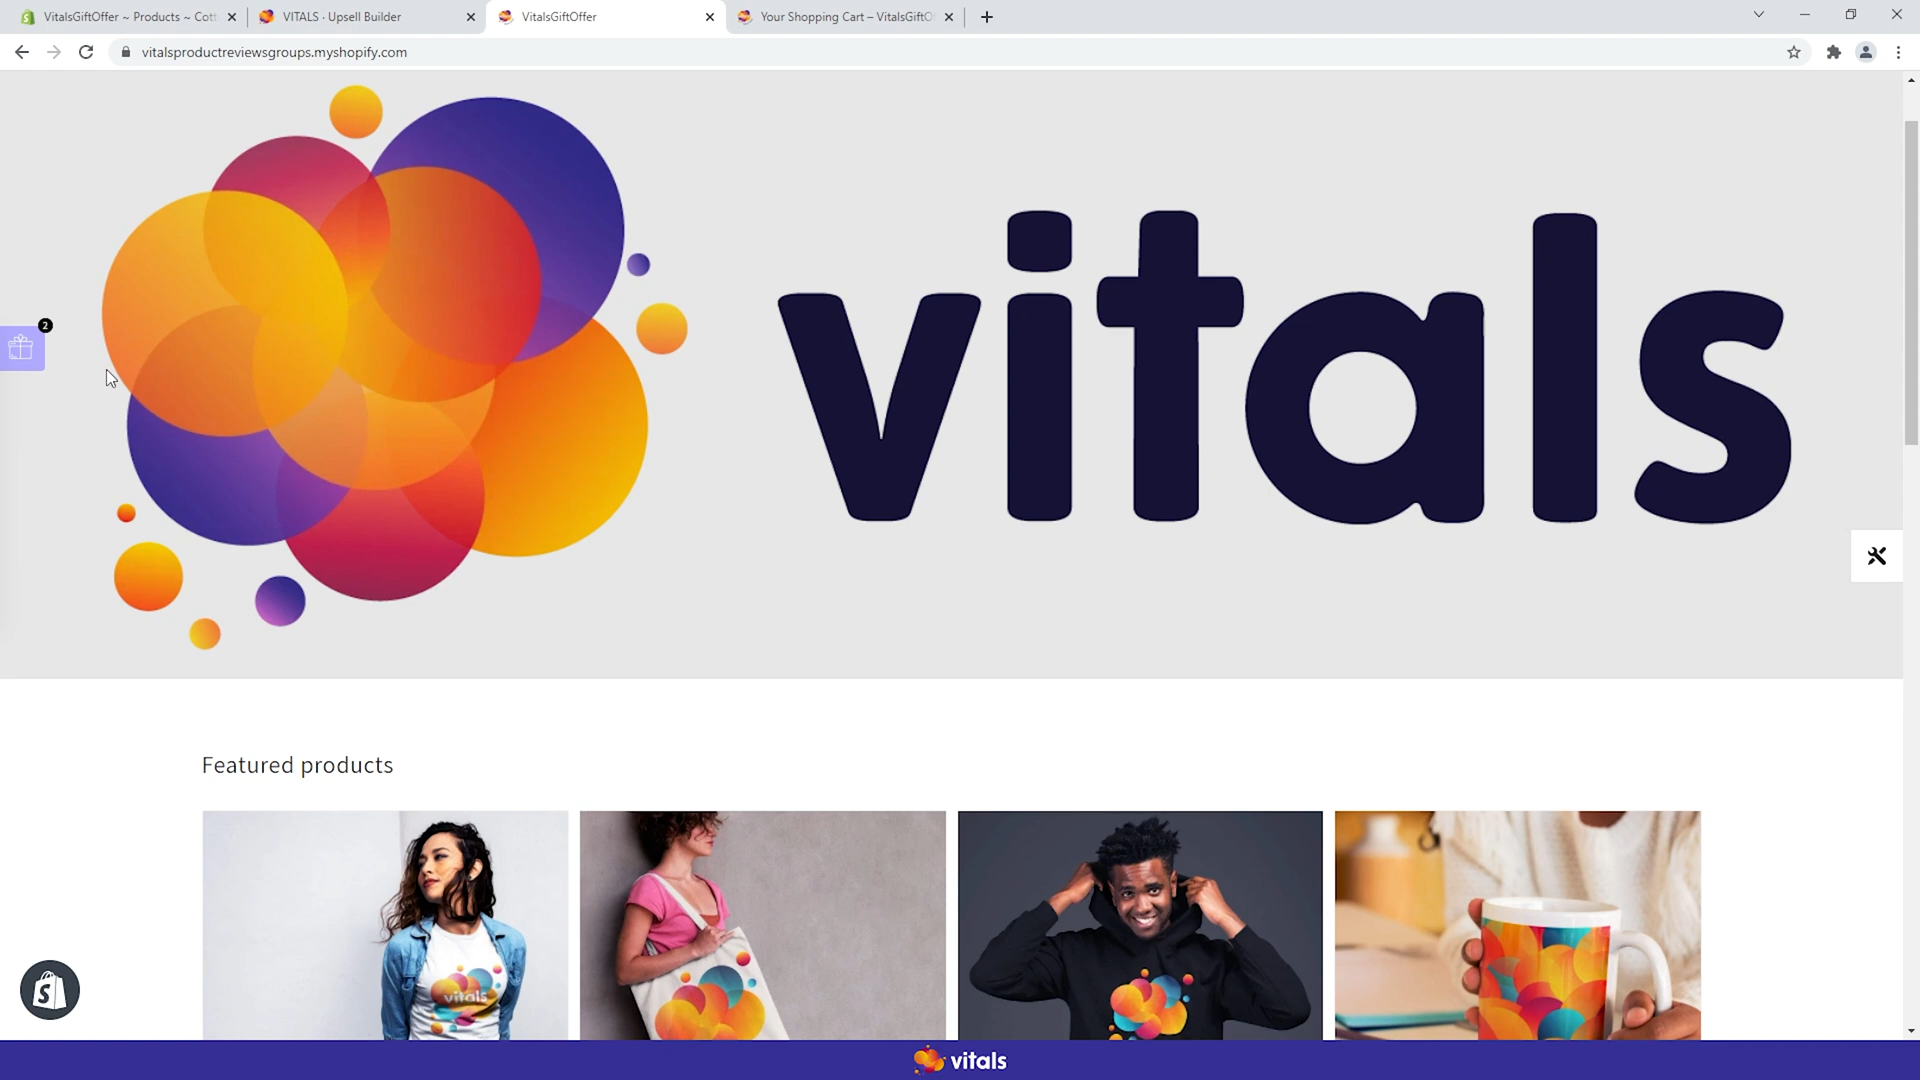 VitalsGiftOffer ~ Products ~ Cott
VITALS · Upsell Builder
VitalsGiftOffer
Your Shopping Cart – VitalsGiftO
vitalsproductreviewsgroups.myshopify.com
vitals
2
Featured products
vitals
vitals